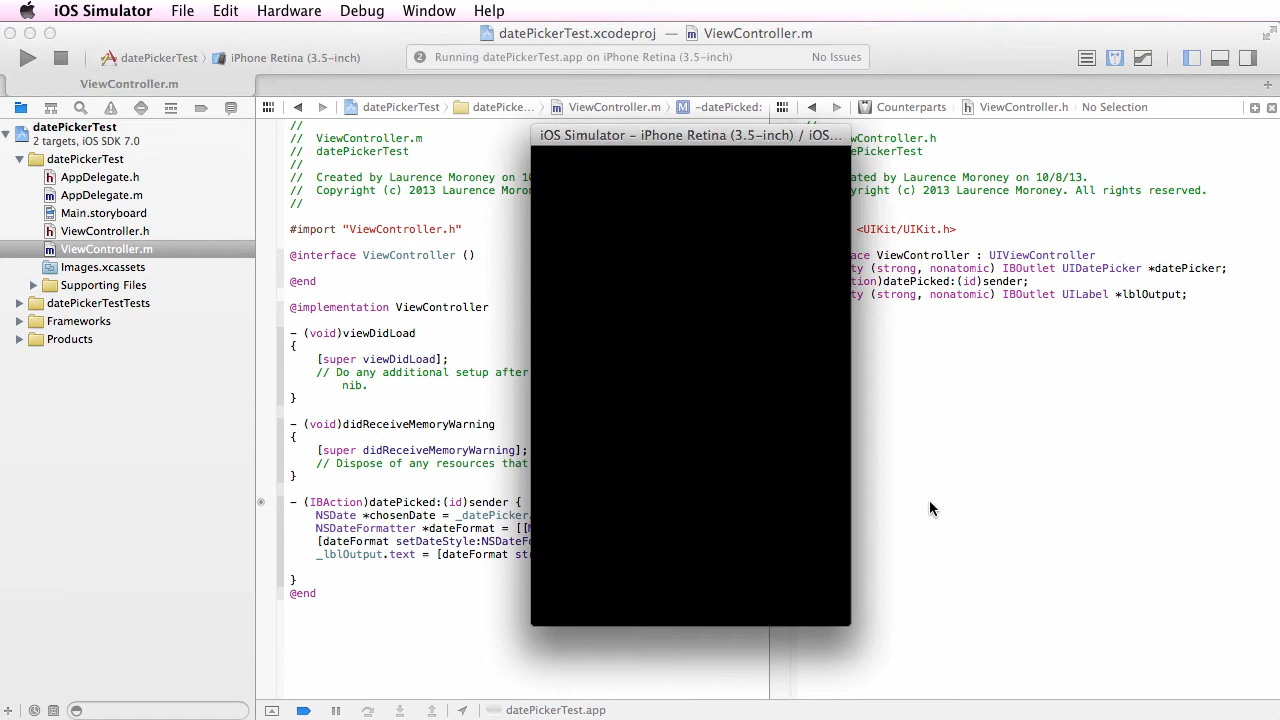 iOS Simulator File Edit Hardware Debug Window Help
datePickerTest.xcodeproj — ViewController.m
datePickerTest iPhone Retina (3.5-inch) 2 Running datePickerTest.app on iPhone Retina (3.5-inch) No Issues
ViewController.m
datePickerTest datePicke... ViewController.m M -datePicked: Counterparts ViewController.h No Selection
datePickerTest
2 targets, iOS SDK 7.0
datePickerTest
AppDelegate.h
AppDelegate.m
Main.storyboard
ViewController.h
ViewController.m
Images.xcassets
Supporting Files
datePickerTestTests
Frameworks
Products
//
// ViewController.m
// datePickerTest
//
// Created by Laurence Moroney on 10
// Copyright (c) 2013 Laurence Moron
//
#import "ViewController.h"
@interface ViewController ()
@end
@implementation ViewController
- (void)viewDidLoad
{
[super viewDidLoad];
// Do any additional setup after
nib.
}
- (void)didReceiveMemoryWarning
{
[super didReceiveMemoryWarning];
// Dispose of any resources that
}
- (IBAction)datePicked:(id)sender {
NSDate *chosenDate = _datePicker.
NSDateFormatter *dateFormat = [[N
[dateFormat setDateStyle:NSDateFo
_lblOutput.text = [dateFormat str
}
@end
iOS Simulator - iPhone Retina (3.5-inch) / iOS...
wController.h
tePickerTest
ated by Laurence Moroney on 10/8/13.
yright (c) 2013 Laurence Moroney. All rights reserved.
<UIKit/UIKit.h>
ace ViewController : UIViewController
ty (strong, nonatomic) IBOutlet UIDatePicker *datePicker;
tion)datePicked:(id)sender;
ty (strong, nonatomic) IBOutlet UILabel *lblOutput;
datePickerTest.app